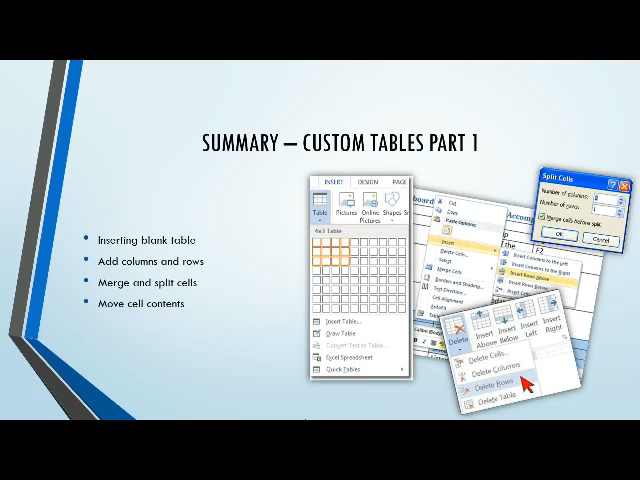 SUMMARY – CUSTOM TABLES PART 1
• Inserting blank table
• Add columns and rows
• Merge and split cells
• Move cell contents
INSERT DESIGN PAGE
Table Pictures Online Pictures Shapes
4x3 Table
Insert Table...
Draw Table
Convert Text to Table...
Excel Spreadsheet
Quick Tables
Cut
Copy
Paste Options:
Insert
Delete Cells...
Select
Merge Cells
Borders and Shading...
Text Direction...
Cell Alignment
AutoFit
Insert Columns to the Left
Insert Columns to the Right
Insert Rows Above
Insert Rows Below
Split Cells
Number of columns:
Number of rows:
Merge cells before split
OK Cancel
Delete Insert Above Insert Below Insert Left Insert Right
Delete Cells...
Delete Columns
Delete Rows
Delete Table